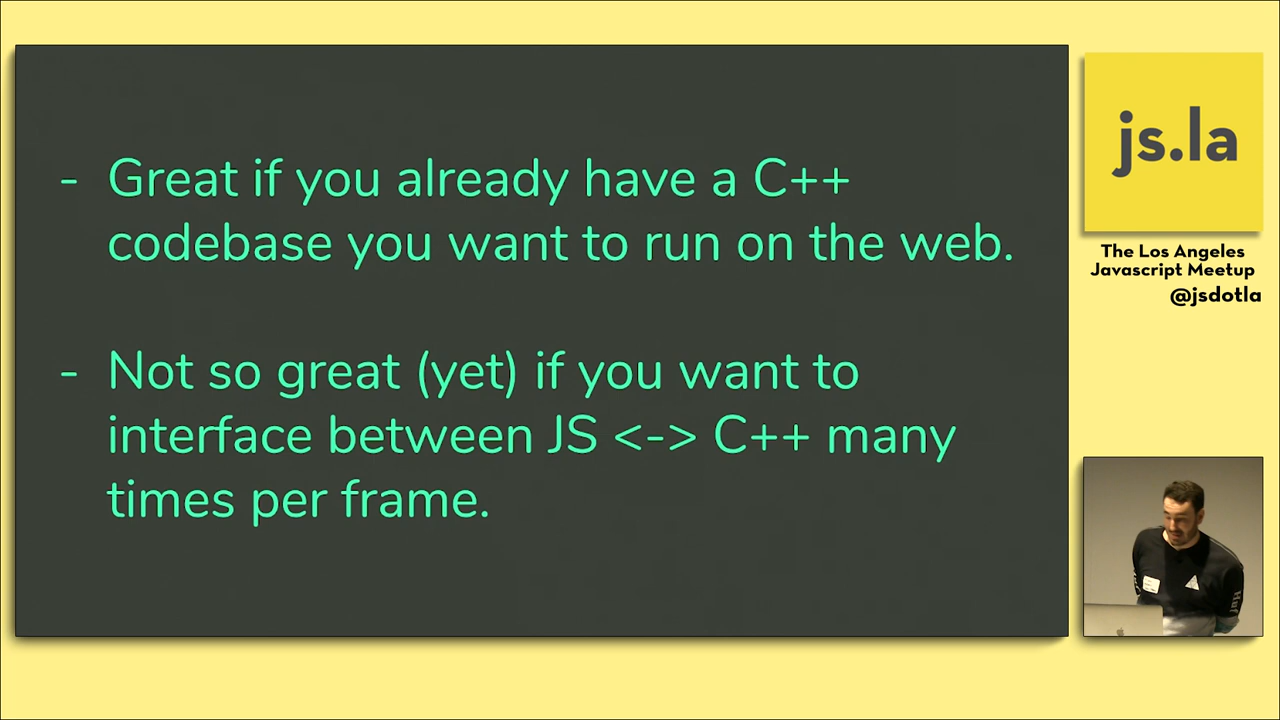 - Great if you already have a C++
codebase you want to run on the web.
- Not so great (yet) if you want to
interface between JS <-> C++ many
times per frame.
js.la
The Los Angeles
Javascript Meetup
@jsdotla